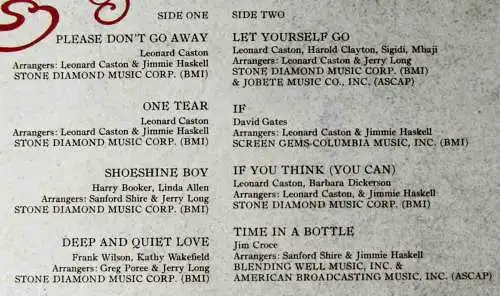 SIDE ONE
PLEASE DON'T GO AWAY
Leonard Caston
Arrangers: Leonard Caston & Jimmie Haskell
STONE DIAMOND MUSIC CORP. (BMI)
ONE TEAR
Leonard Caston
Arrangers: Leonard Caston & Jimmie Haskell
STONE DIAMOND MUSIC CORP. (BMI)
SHOESHINE BOY
Harry Booker, Linda Allen
Arrangers: Sanford Shire & Jerry Long
STONE DIAMOND MUSIC CORP. (BMI)
DEEP AND QUIET LOVE
Frank Wilson, Kathy Wakefield
Arrangers: Greg Poree & Jerry Long
STONE DIAMOND MUSIC CORP. (BMI)
SIDE TWO
LET YOURSELF GO
Leonard Caston, Harold Clayton, Sigidi, Mbaji
Arrangers: Leonard Caston & Jerry Long
STONE DIAMOND MUSIC CORP. (BMI)
& JOBETE MUSIC CO., INC. (ASCAP)
IF
David Gates
Arrangers: Leonard Caston & Jimmie Haskell
SCREEN GEMS-COLUMBIA MUSIC, INC. (BMI)
IF YOU THINK (YOU CAN)
Leonard Caston, Barbara Dickerson
Arrangers: Leonard Caston, & Jimmie Haskell
STONE DIAMOND MUSIC CORP. (BMI)
TIME IN A BOTTLE
Jim Croce
Arrangers: Sanford Shire & Jimmie Haskell
BLENDING WELL MUSIC, INC. &
AMERICAN BROADCASTING MUSIC, INC. (ASCAP)